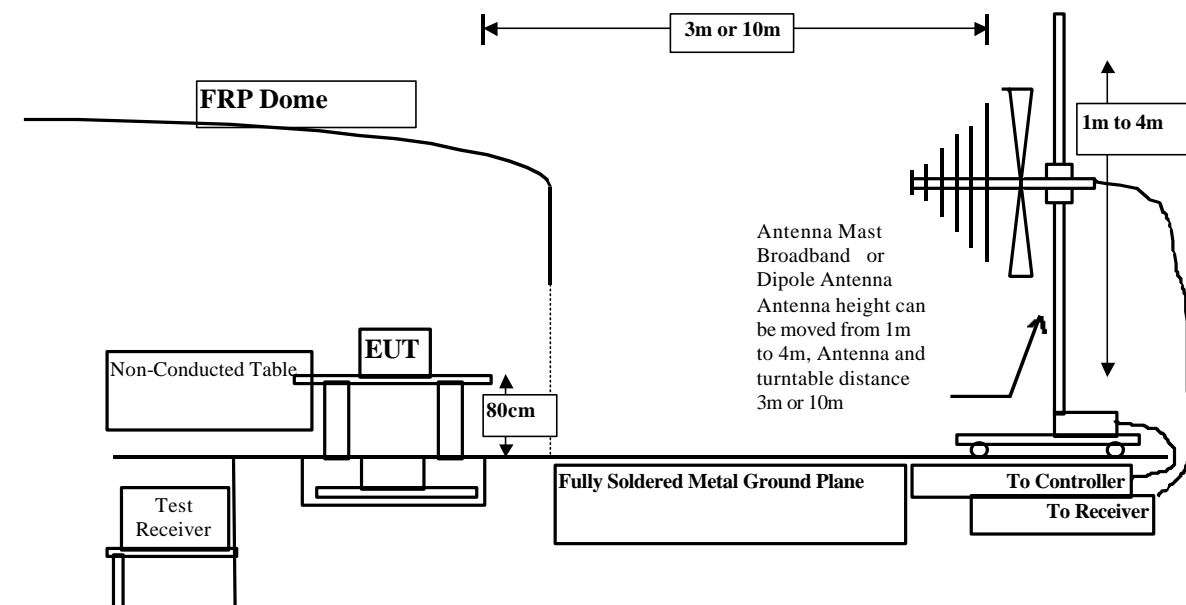 3m or 10m
FRP Dome
1m to 4m
Antenna Mast
Broadband or
Dipole Antenna
Antenna height can
be moved from 1m
to 4m, Antenna and
turntable distance
3m or 10m
EUT
Non-Conducted Table
80cm
Fully Soldered Metal Ground Plane
To Controller
To Receiver
Test
Receiver